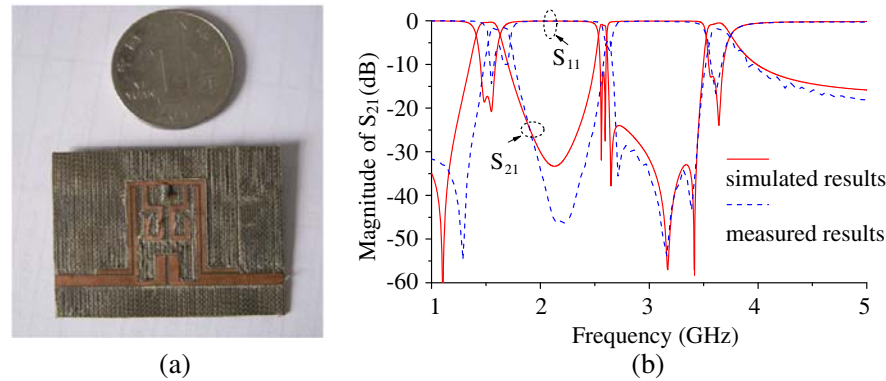 1
0
-10
-20
-30
-40
-50
-60
Magnitude of S21(dB)
S11
S21
simulated results
measured results
1 2 3 4 5
Frequency (GHz)
(a) (b)